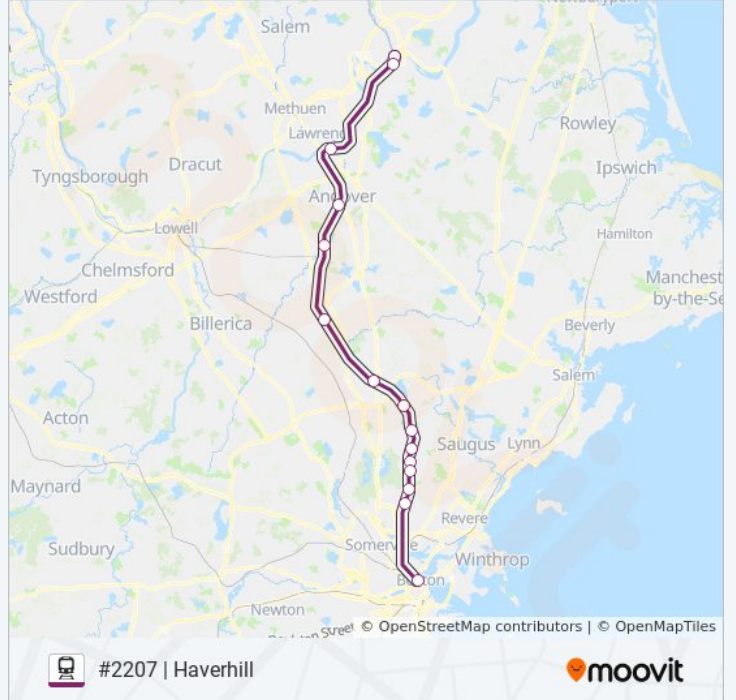 Salem
Methuen
Lawrenc
Rowley
Dracut
Ipswich
Tyngsborough
Andover
Lowell
Hamilton
Chelmsford
Manchest
by-the-Se
Westford
Billerica
Beverly
Salem
Acton
Saugus
Lynn
Maynard
Revere
Sudbury
Somerville
Winthrop
Boston
Newton
© OpenStreetMap contributors | © OpenMapTiles
#2207 | Haverhill
moovit